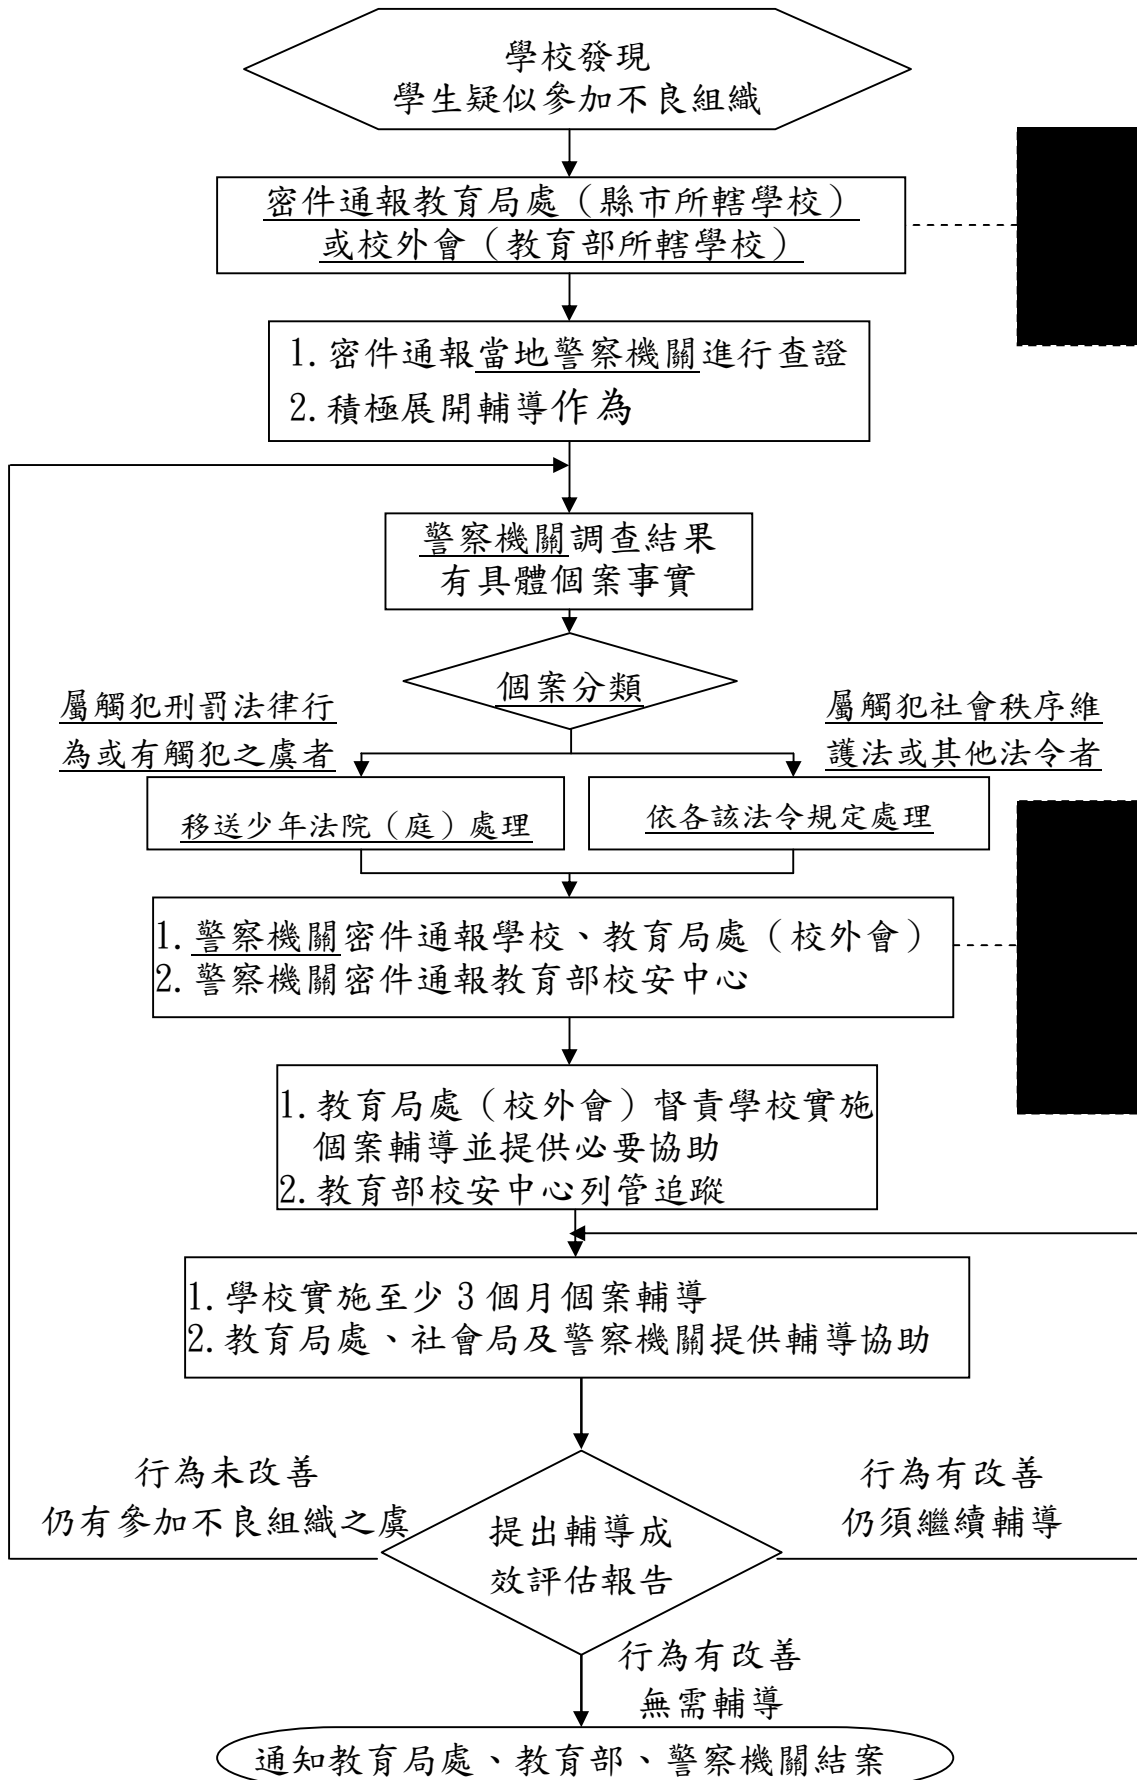 學校發現
學生疑似參加不良組織
密件通報教育局處（縣市所轄學校）
或校外會（教育部所轄學校）
1.密件通報當地警察機關進行查證
2.積極展開輔導作為
警察機關調查結果
有具體個案事實
個案分類
屬觸犯刑罰法律行
為或有觸犯之虞者
屬觸犯社會秩序維
護法或其他法令者
移送少年法院（庭）處理
依各該法令規定處理
1.警察機關密件通報學校、教育局處（校外會）
2.警察機關密件通報教育部校安中心
1.教育局處（校外會）督責學校實施
個案輔導並提供必要協助
2.教育部校安中心列管追蹤
1.學校實施至少3個月個案輔導
2.教育局處、社會局及警察機關提供輔導協助
行為未改善
仍有參加不良組織之虞
提出輔導成
效評估報告
行為有改善
仍須繼續輔導
行為有改善
無需輔導
通知教育局處、教育部、警察機關結案